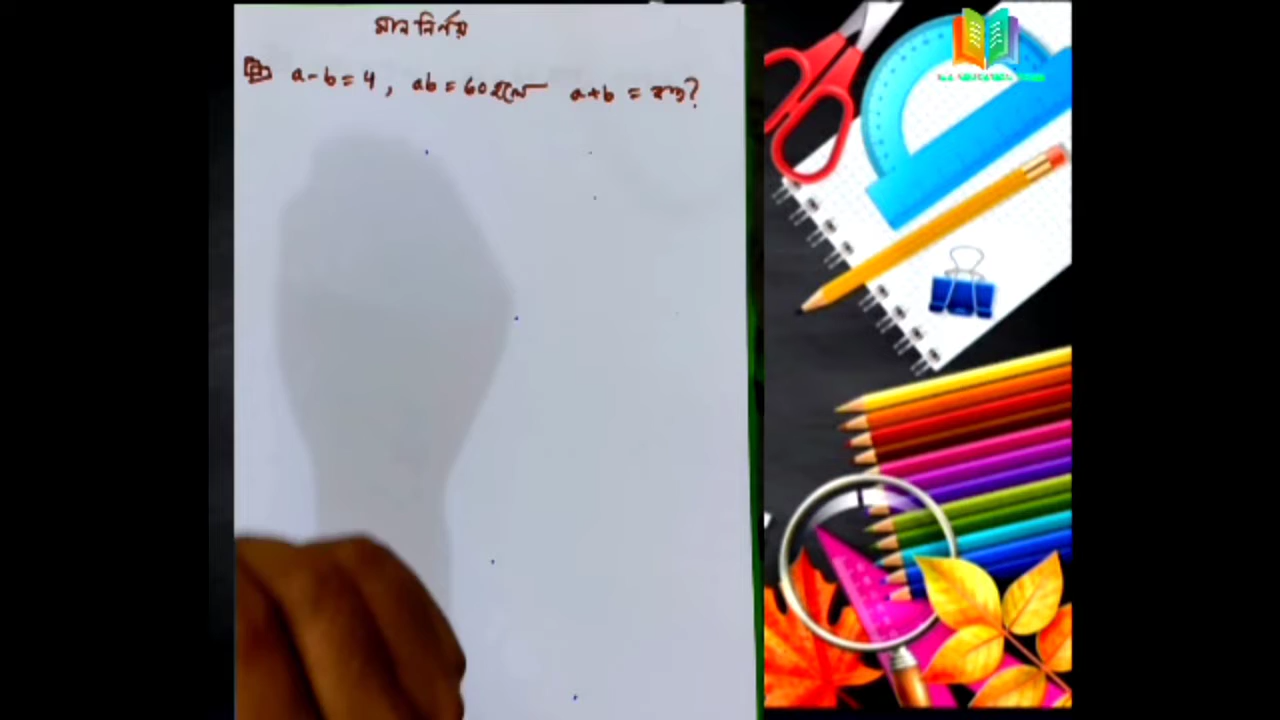 মান নির্ণয়
a-b=4, ab=60 হলে a+b = কত?